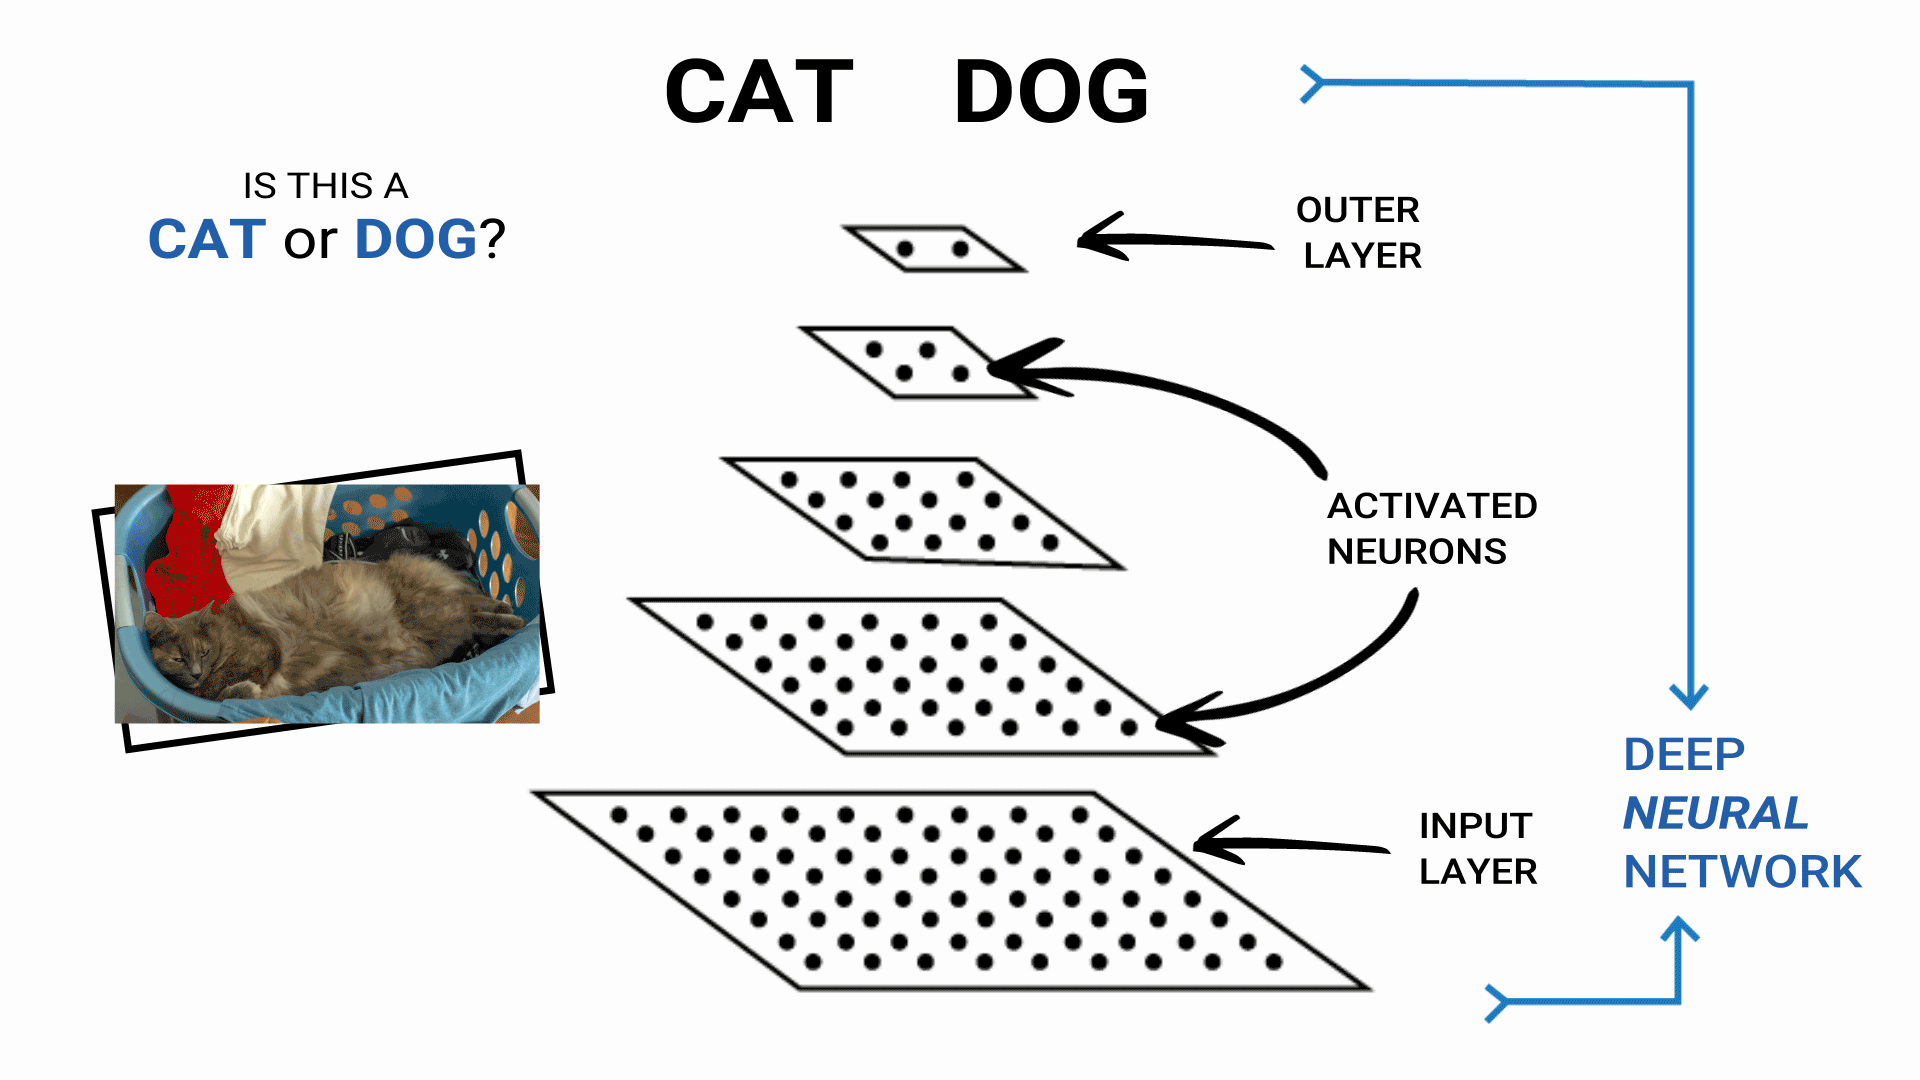 CAT DOG
IS THIS A
CAT or DOG?
OUTER
LAYER
ACTIVATED
NEURONS
INPUT
LAYER
DEEP
NEURAL
NETWORK